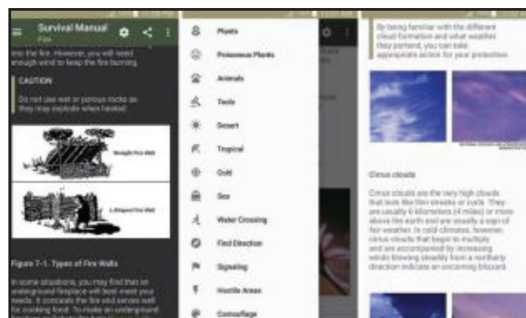 Survival Manual
Fire
into the fire. However, you will need
enough wind to keep the fire burning.
CAUTION
Do not use wet or porous rocks as
they may explode when heated.
Straight Fire Wall
L-Shaped Fire Wall
Figure 7-1. Types of Fire Walls
In some situations, you may find that an
underground fireplace will best meet your
needs. It conceals the fire and serves well
for cooking food. To make an underground
Plants
Poisonous Plants
Animals
Tools
Desert
Tropical
Cold
Sea
Water Crossing
Find Direction
Signaling
Hostile Areas
Camouflage
By being familiar with the different
cloud formation and what weather
they portend, you can take
appropriate action for your protection.
Cirrus clouds
Cirrus clouds are the very high clouds
that look like thin streaks or curls. They
are usually 6 kilometers (4 miles) or more
above the earth and are usually a sign of
fair weather. In cold climates, however,
cirrus clouds that begin to multiply
and are accompanied by increasing
winds blowing steadily from a northerly
direction indicate an oncoming blizzard.